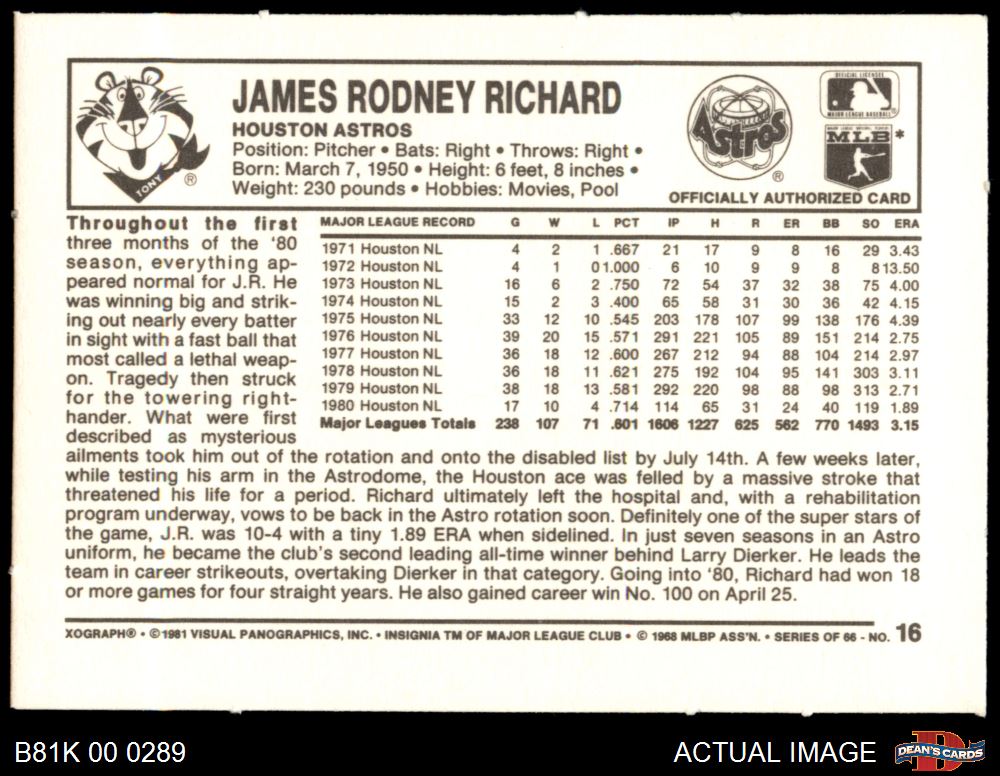 JAMES RODNEY RICHARD
HOUSTON ASTROS
Position: Pitcher • Bats: Right • Throws: Right •
Born: March 7, 1950 • Height: 6 feet, 8 inches •
Weight: 230 pounds • Hobbies: Movies, Pool
TONY ®
Astros ®
OFFICIAL LICENSEE
MAJOR LEAGUE BASEBALL
MLB *
OFFICIALLY AUTHORIZED CARD
Throughout the first
three months of the '80
season, everything ap-
peared normal for J.R. He
was winning big and strik-
ing out nearly every batter
in sight with a fast ball that
most called a lethal weap-
on. Tragedy then struck
for the towering right-
hander. What were first
described as mysterious
MAJOR LEAGUE RECORD G W L PCT IP H R ER BB SO ERA
1971 Houston NL 4 2 1 .667 21 17 9 8 16 29 3.43
1972 Houston NL 4 1 0 1.000 6 10 9 9 8 8 13.50
1973 Houston NL 16 6 2 .750 72 54 37 32 38 75 4.00
1974 Houston NL 15 2 3 .400 65 58 31 30 36 42 4.15
1975 Houston NL 33 12 10 .545 203 178 107 99 138 176 4.39
1976 Houston NL 39 20 15 .571 291 221 105 89 151 214 2.75
1977 Houston NL 36 18 12 .600 267 212 94 88 104 214 2.97
1978 Houston NL 36 18 11 .621 275 192 104 95 141 303 3.11
1979 Houston NL 38 18 13 .581 292 220 98 88 98 313 2.71
1980 Houston NL 17 10 4 .714 114 65 31 24 40 119 1.89
Major Leagues Totals 238 107 71 .601 1606 1227 625 562 770 1493 3.15
ailments took him out of the rotation and onto the disabled list by July 14th. A few weeks later,
while testing his arm in the Astrodome, the Houston ace was felled by a massive stroke that
threatened his life for a period. Richard ultimately left the hospital and, with a rehabilitation
program underway, vows to be back in the Astro rotation soon. Definitely one of the super stars of
the game, J.R. was 10-4 with a tiny 1.89 ERA when sidelined. In just seven seasons in an Astro
uniform, he became the club's second leading all-time winner behind Larry Dierker. He leads the
team in career strikeouts, overtaking Dierker in that category. Going into '80, Richard had won 18
or more games for four straight years. He also gained career win No. 100 on April 25.
XOGRAPH® • ©1981 VISUAL PANOGRAPHICS, INC. • INSIGNIA TM OF MAJOR LEAGUE CLUB • © 1968 MLBP ASS'N. • SERIES OF 66 - NO. 16
B81K 00 0289
ACTUAL IMAGE
DEAN'S CARDS